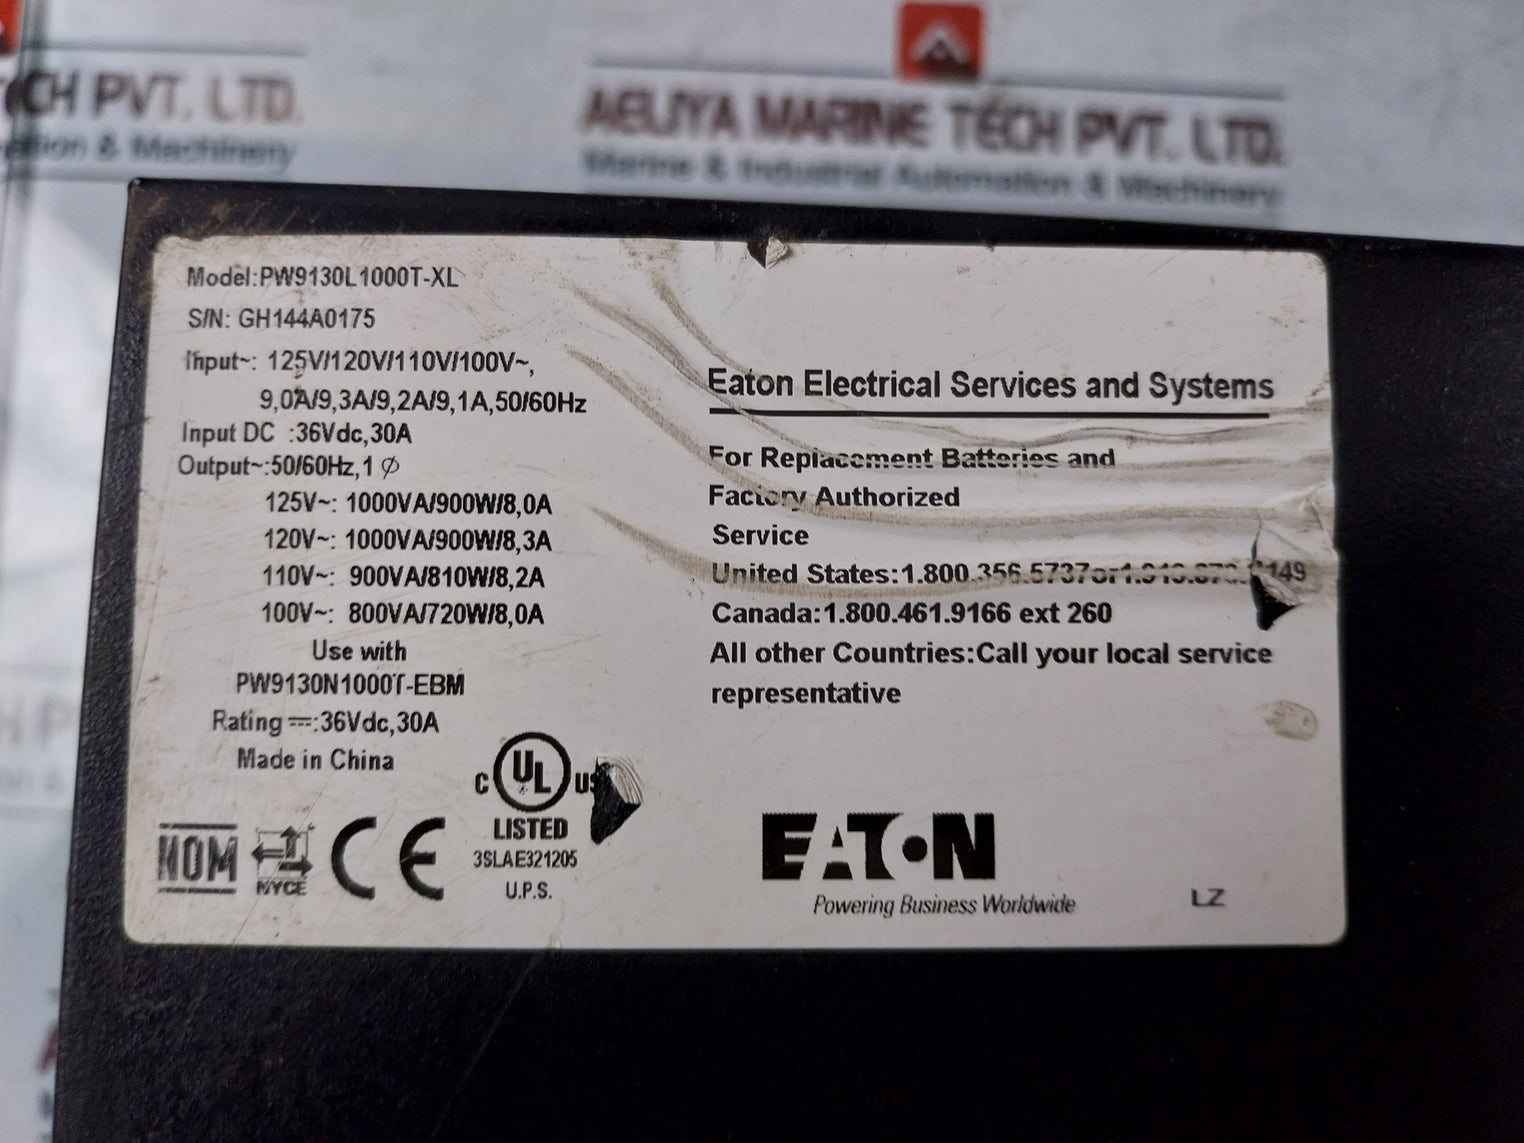 CH PVT. LTD.
& Machinery
AELIYA MARINE TECH PVT. LTD.
Marine & Industrial Automation & Machinery
Model:PW9130L1000T-XL
S/N: GH144A0175
Input~: 125V/120V/110V/100V~,
9,0A/9,3A/9,2A/9,1A,50/60Hz
Input DC :36Vdc,30A
Output~:50/60Hz,1 ∅
125V~: 1000VA/900W/8,0A
120V~: 1000VA/900W/8,3A
110V~: 900VA/810W/8,2A
100V~: 800VA/720W/8,0A
Use with
PW9130N1000T-EBM
Rating ⎓:36Vdc,30A
Made in China
C UL US
LISTED
3SLAE321205
U.P.S.
NOM
NYCE
CE
Eaton Electrical Services and Systems
For Replacement Batteries and
Factory Authorized
Service
United States:1.800.356.5737or1.
Canada:1.800.461.9166 ext 260
All other Countries:Call your local service
representative
EATON
Powering Business Worldwide
LZ